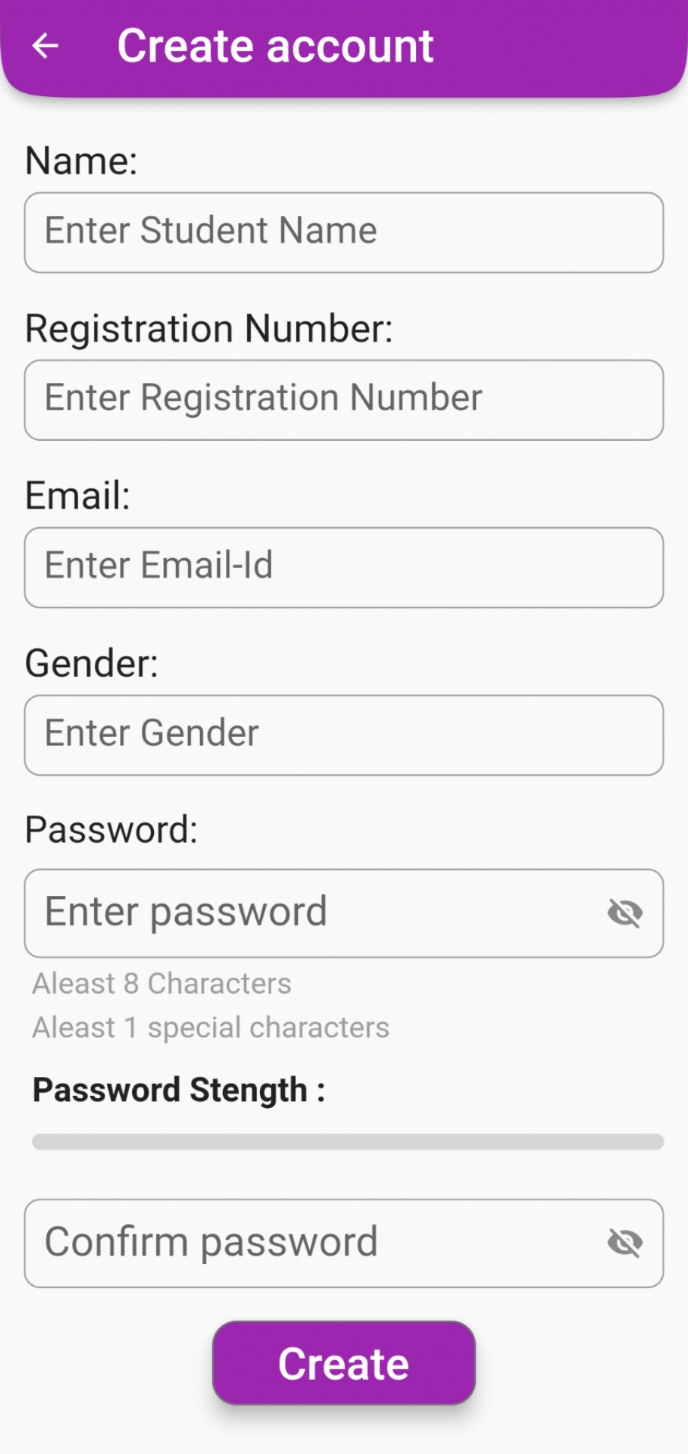 Create account
Name:
Enter Student Name
Registration Number:
Enter Registration Number
Email:
Enter Email-Id
Gender:
Enter Gender
Password:
Enter password
Aleast 8 Characters
Aleast 1 special characters
Password Stength :
Confirm password
Create